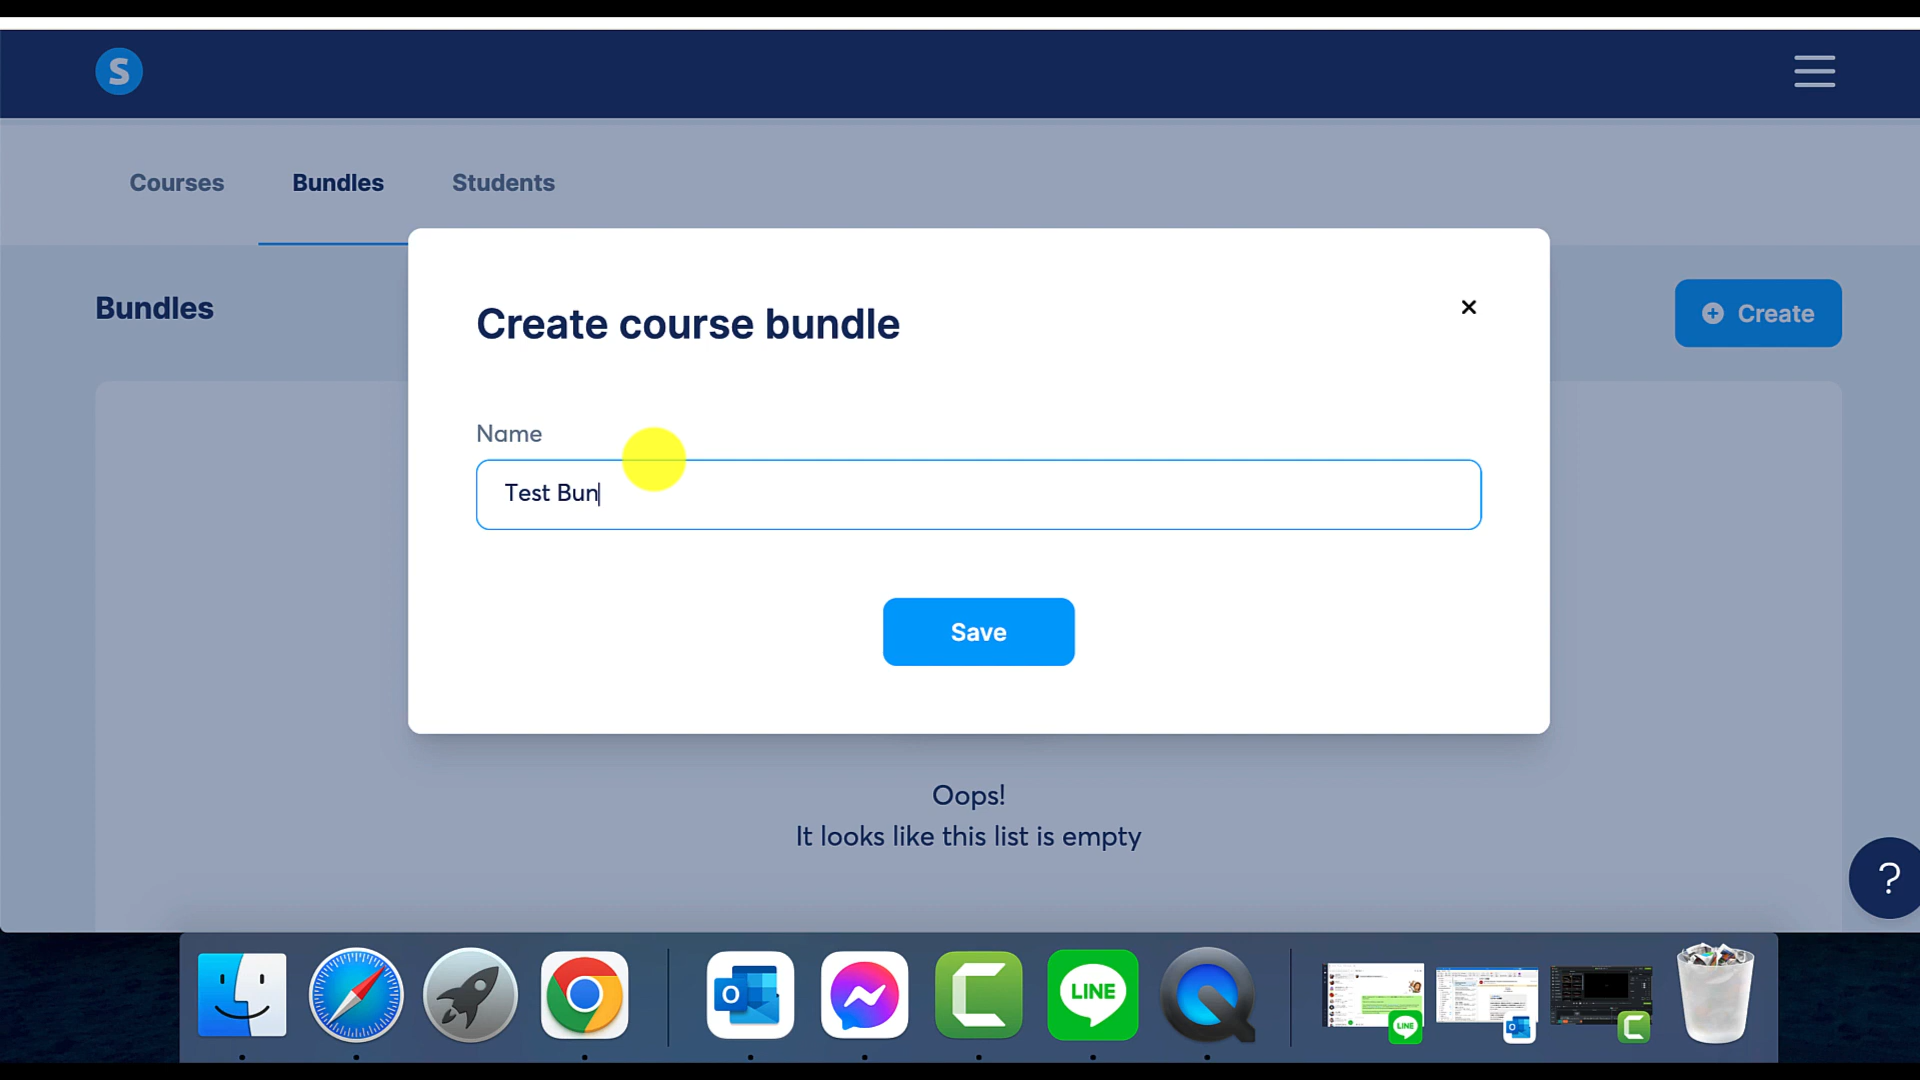 S
Courses Bundles Students
Bundles
Create
Create course bundle
Name
Test Bun
Save
Oops!
It looks like this list is empty
?
LINE
LINE